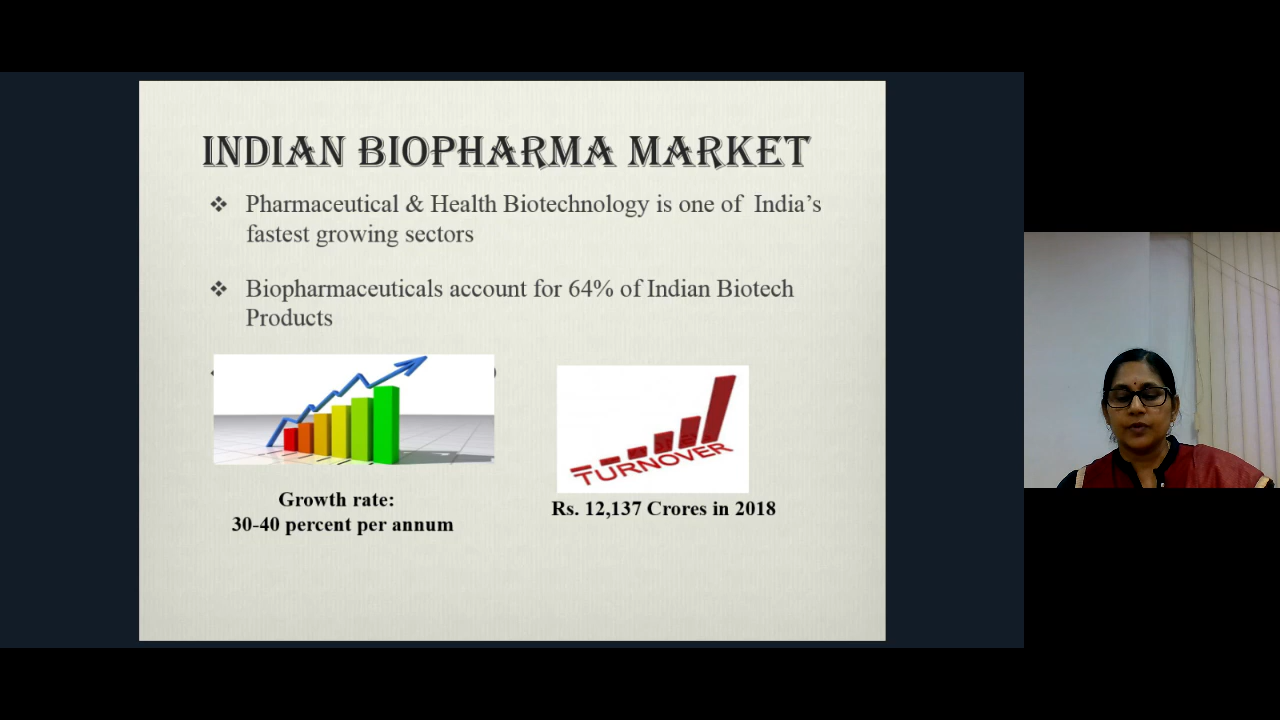 INDIAN BIOPHARMA MARKET
❖ Pharmaceutical & Health Biotechnology is one of India’s
fastest growing sectors
❖ Biopharmaceuticals account for 64% of Indian Biotech
Products
TURNOVER
Growth rate:
30-40 percent per annum
Rs. 12,137 Crores in 2018